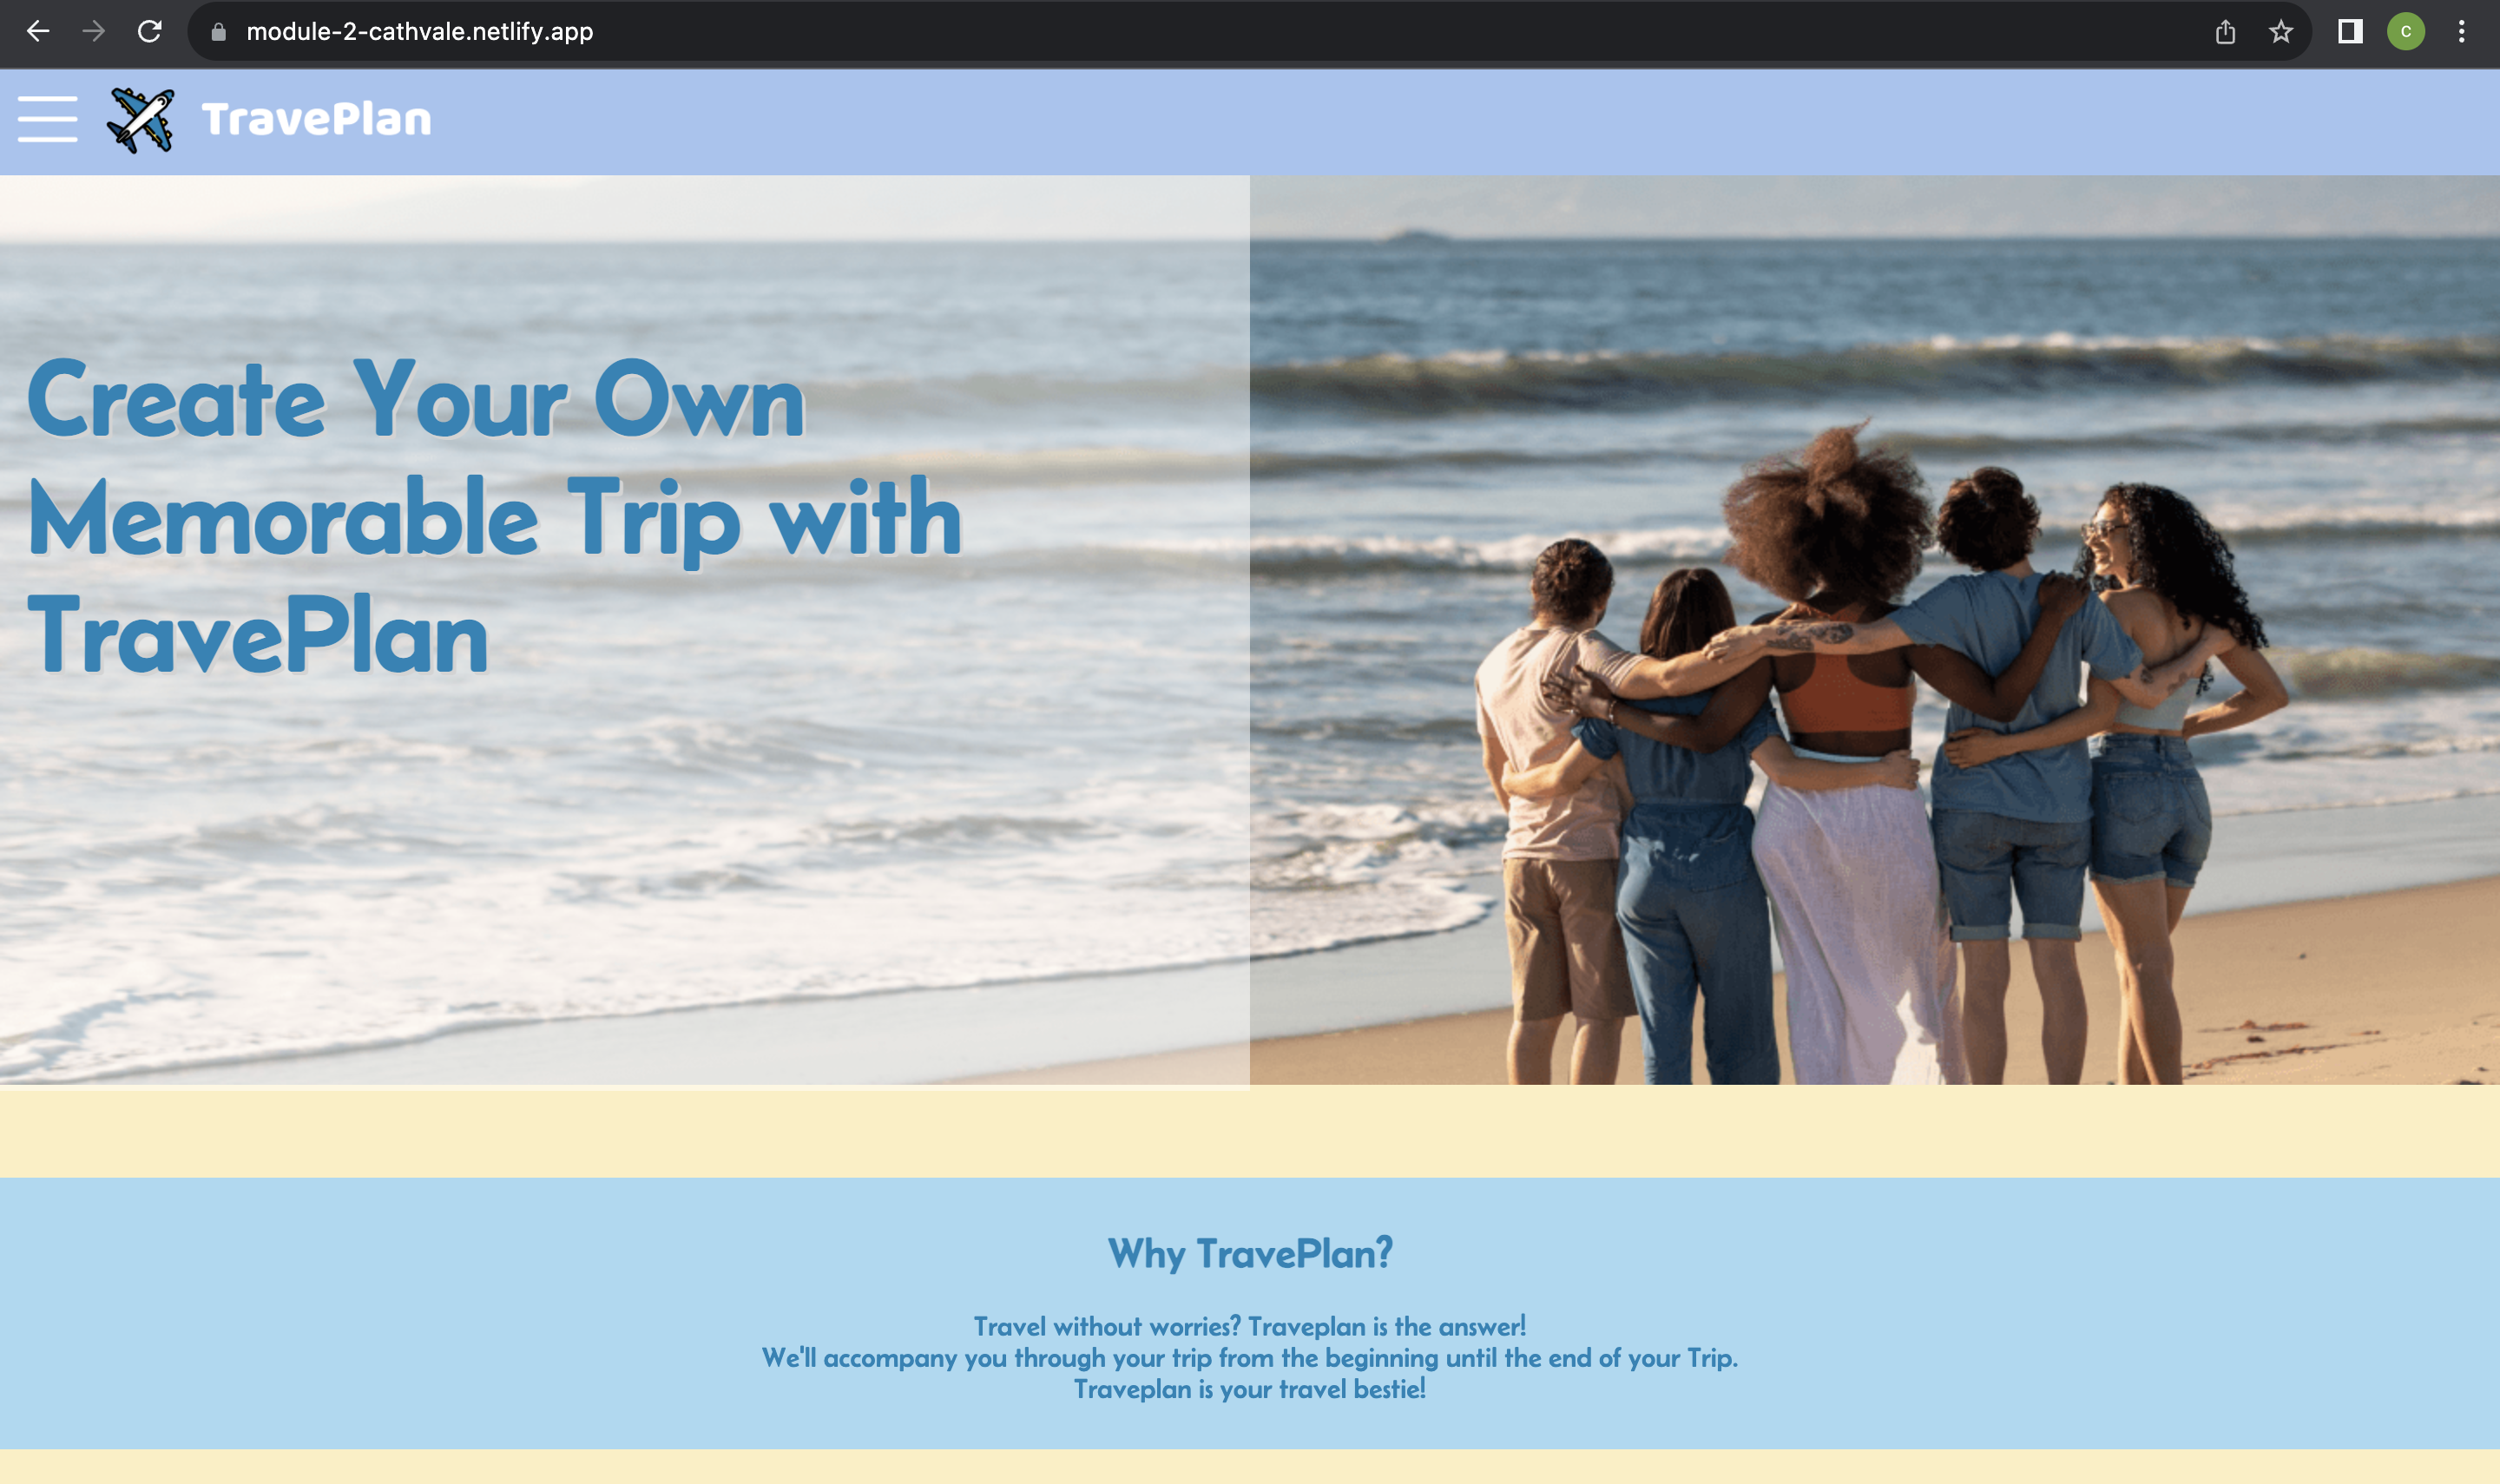 module-2-cathvale.netlify.app
C
TravePlan
Create Your Own
Memorable Trip with
TravePlan
Why TravePlan?
Travel without worries? Traveplan is the answer!
We'll accompany you through your trip from the beginning until the end of your Trip.
Traveplan is your travel bestie!